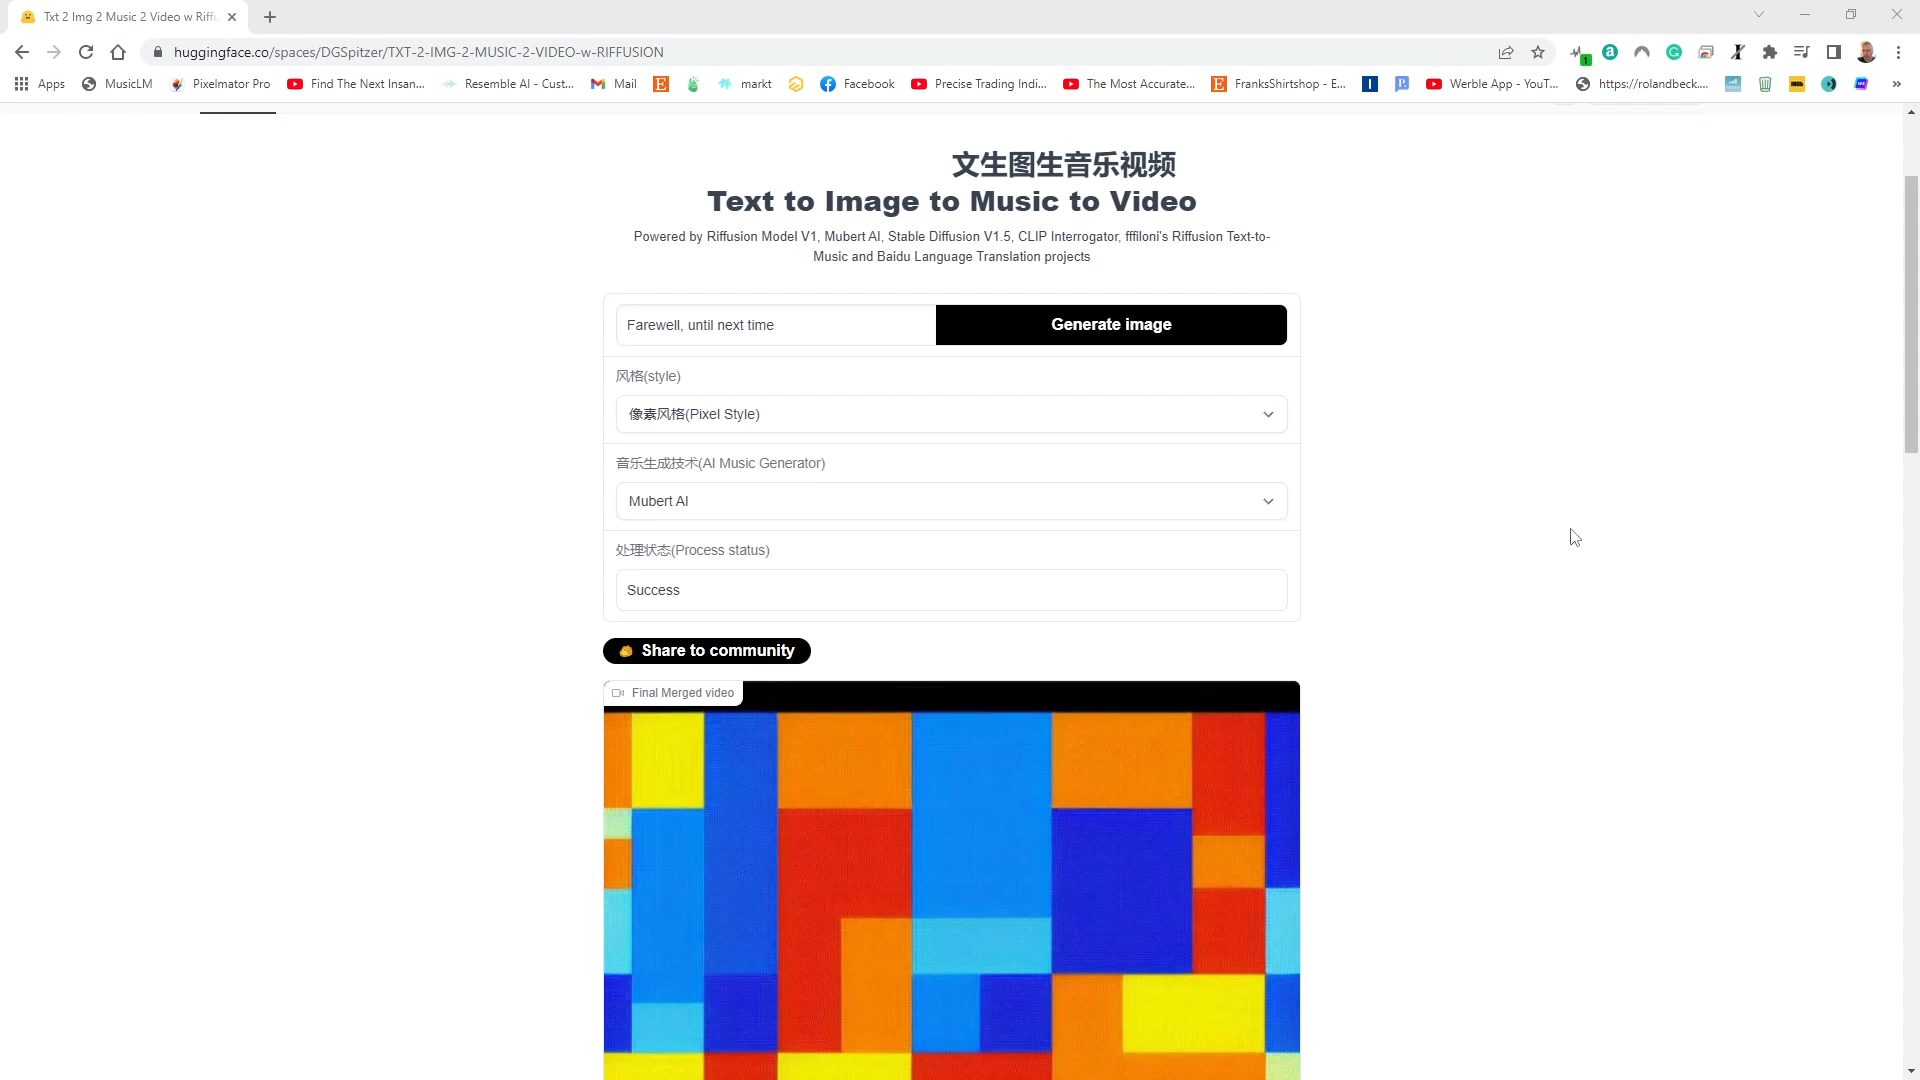 Txt 2 Img 2 Music 2 Video w Riffu
huggingface.co/spaces/DGSpitzer/TXT-2-IMG-2-MUSIC-2-VIDEO-w-RIFFUSION
1
Apps MusicLM Pixelmator Pro Find The Next Insan... Resemble AI - Cust... Mail markt Facebook Precise Trading Indi... The Most Accurate... FranksShirtshop - E... Werble App - YouT... https://rolandbeck.... »
文生图生音乐视频
Text to Image to Music to Video
Powered by Riffusion Model V1, Mubert AI, Stable Diffusion V1.5, CLIP Interrogator, fffiloni's Riffusion Text-to-
Music and Baidu Language Translation projects
Farewell, until next time Generate image
风格(style)
像素风格(Pixel Style)
音乐生成技术(AI Music Generator)
Mubert AI
处理状态(Process status)
Success
Share to community
Final Merged video